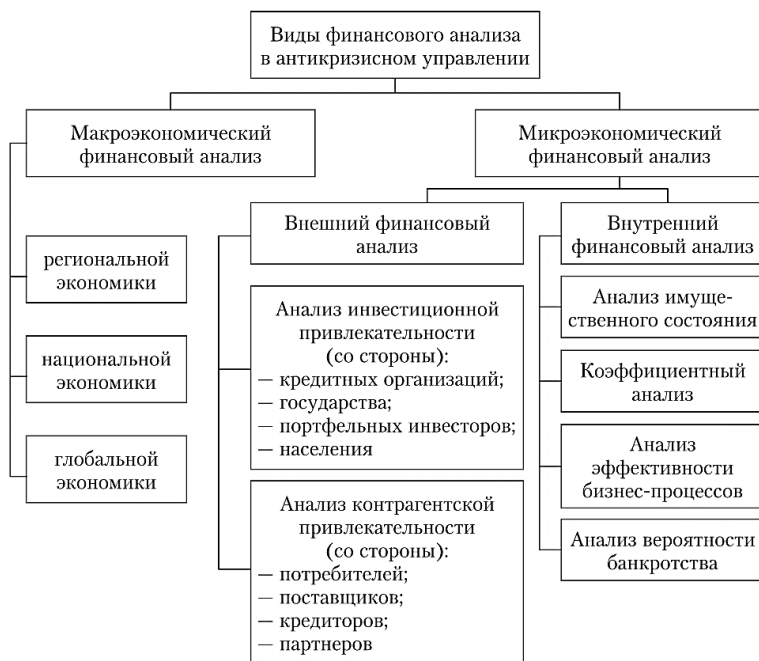 Виды финансового анализа
в антикризисном управлении
Макроэкономический
финансовый анализ
Микроэкономический
финансовый анализ
региональной
экономики
национальной
экономики
глобальной
экономики
Внешний финансовый
анализ
Анализ инвестиционной
привлекательности
(со стороны):
— кредитных организаций;
— государства;
— портфельных инвесторов;
— населения
Анализ контрагентской
привлекательности
(со стороны):
— потребителей;
— поставщиков;
— кредиторов;
— партнеров
Внутренний
финансовый анализ
Анализ имуще-
ственного состояния
Коэффициентный
анализ
Анализ
эффективности
бизнес-процессов
Анализ вероятности
банкротства